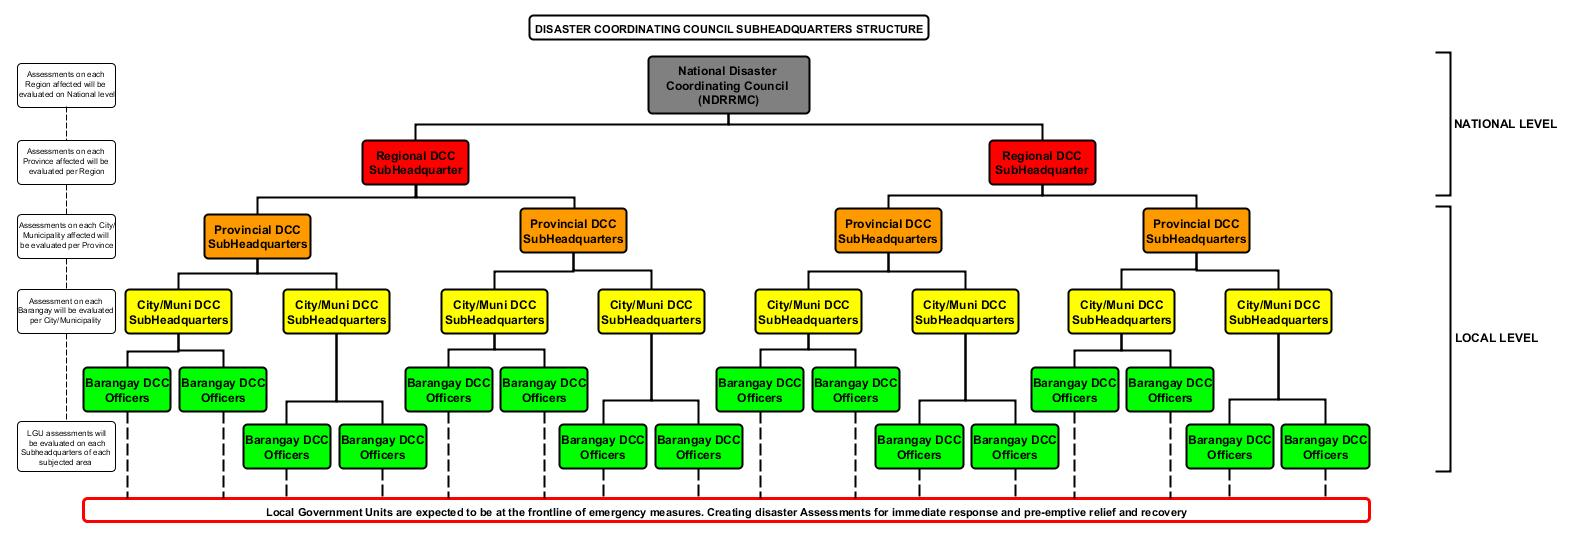 DISASTER COORDINATING COUNCIL SUBHEADQUARTERS STRUCTURE
National Disaster
Coordinating Council
(NDRRMC)
Assessments on each
Region affected will be
evaluated on National level
NATIONAL LEVEL
Assessments on each
Province affected will be
evaluated per Region
Regional DCC
SubHeadquarter
Regional DCC
SubHeadquarter
Assessments on each City/
Municipality affected will
be evaluated per Province
Provincial DCC
SubHeadquarters
Provincial DCC
SubHeadquarters
Provincial DCC
SubHeadquarters
Provincial DCC
SubHeadquarters
Assessment on each
Barangay will be evaluated
per City/Municipality
City/Muni DCC
SubHeadquarters
City/Muni DCC
SubHeadquarters
City/Muni DCC
SubHeadquarters
City/Muni DCC
SubHeadquarters
City/Muni DCC
SubHeadquarters
City/Muni DCC
SubHeadquarters
City/Muni DCC
SubHeadquarters
City/Muni DCC
SubHeadquarters
LOCAL LEVEL
Barangay DCC
Officers
Barangay DCC
Officers
Barangay DCC
Officers
Barangay DCC
Officers
Barangay DCC
Officers
Barangay DCC
Officers
Barangay DCC
Officers
Barangay DCC
Officers
LGU assessments will
be evaluated on each
Subheadquarters of each
subjected area
Barangay DCC
Officers
Barangay DCC
Officers
Barangay DCC
Officers
Barangay DCC
Officers
Barangay DCC
Officers
Barangay DCC
Officers
Barangay DCC
Officers
Barangay DCC
Officers
Local Government Units are expected to be at the frontline of emergency measures. Creating disaster Assessments for immediate response and pre-emptive relief and recovery